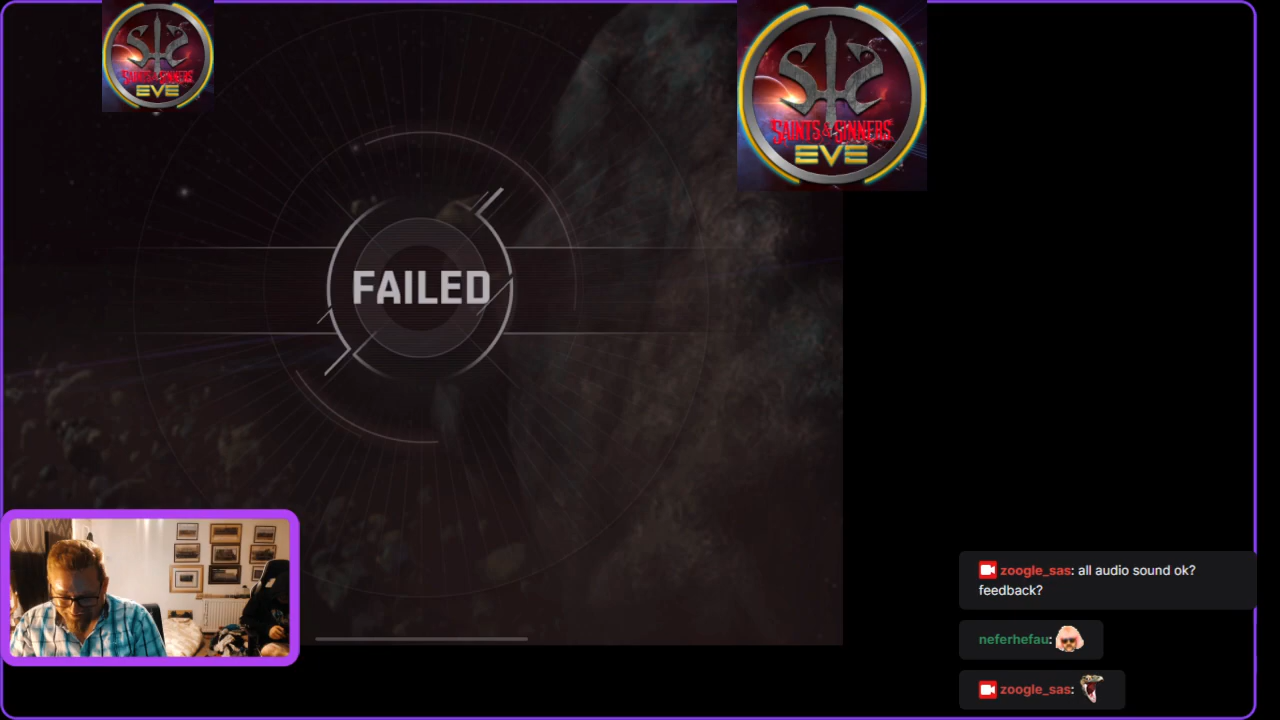 SAINTS & SINNERS
EVE
SAINTS & SINNERS
EVE
FAILED
zoogle_sas: all audio sound ok?
feedback?
neferhefau:
zoogle_sas: